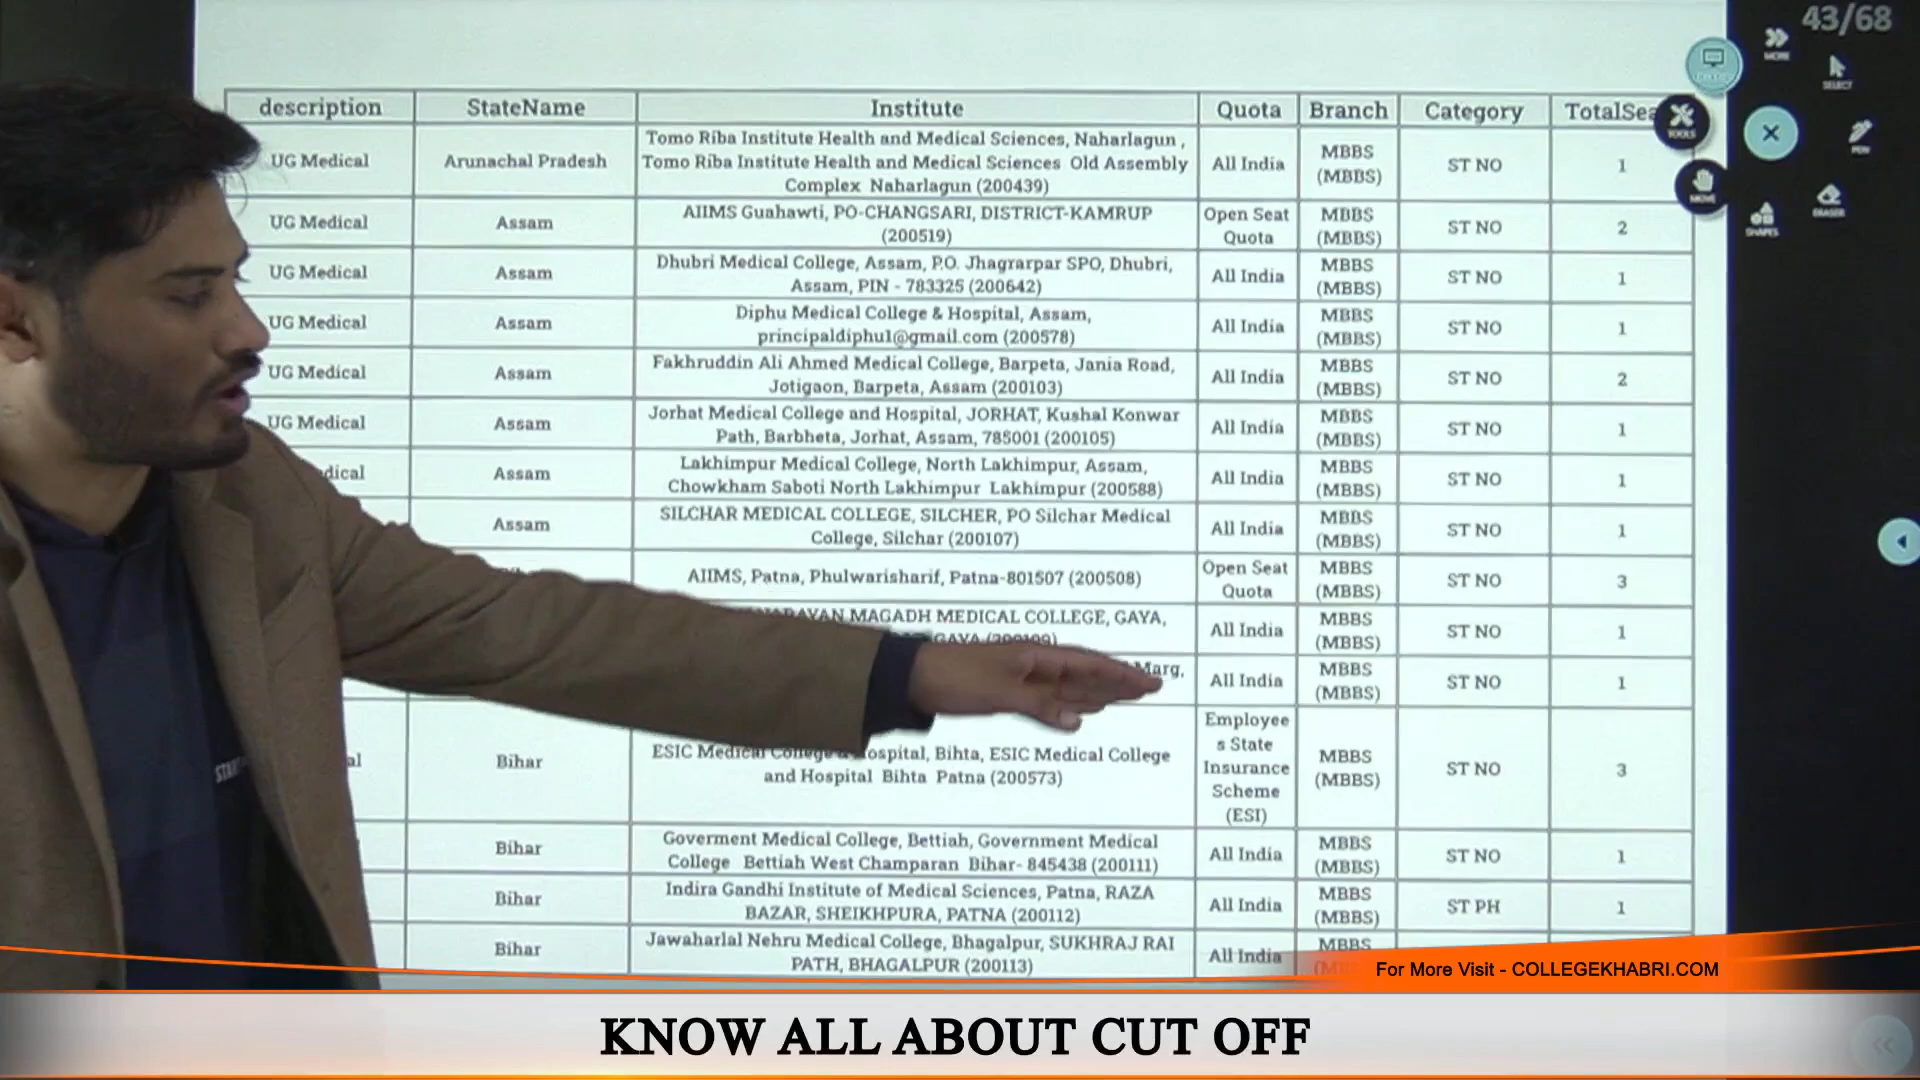 43/68
MORE
SELECT
TOOLS
PEN
MOVE
ERASER
SHAPES
description StateName Institute Quota Branch Category TotalSea
UG Medical Arunachal Pradesh Tomo Riba Institute Health and Medical Sciences, Naharlagun , Tomo Riba Institute Health and Medical Sciences Old Assembly Complex Naharlagun (200439) All India MBBS (MBBS) ST NO 1
UG Medical Assam AIIMS Guahawti, PO-CHANGSARI, DISTRICT-KAMRUP (200519) Open Seat Quota MBBS (MBBS) ST NO 2
UG Medical Assam Dhubri Medical College, Assam, P.O. Jhagrarpar SPO, Dhubri, Assam, PIN - 783325 (200642) All India MBBS (MBBS) ST NO 1
UG Medical Assam Diphu Medical College & Hospital, Assam, principaldiphu1@gmail.com (200578) All India MBBS (MBBS) ST NO 1
UG Medical Assam Fakhruddin Ali Ahmed Medical College, Barpeta, Jania Road, Jotigaon, Barpeta, Assam (200103) All India MBBS (MBBS) ST NO 2
UG Medical Assam Jorhat Medical College and Hospital, JORHAT, Kushal Konwar Path, Barbheta, Jorhat, Assam, 785001 (200105) All India MBBS (MBBS) ST NO 1
dical Assam Lakhimpur Medical College, North Lakhimpur, Assam, Chowkham Saboti North Lakhimpur Lakhimpur (200588) All India MBBS (MBBS) ST NO 1
Assam SILCHAR MEDICAL COLLEGE, SILCHER, PO Silchar Medical College, Silchar (200107) All India MBBS (MBBS) ST NO 1
AIIMS, Patna, Phulwarisharif, Patna-801507 (200508) Open Seat Quota MBBS (MBBS) ST NO 3
MAGADH MEDICAL COLLEGE, GAYA, All India MBBS (MBBS) ST NO 1
Marg, All India MBBS (MBBS) ST NO 1
al Bihar ESIC Medical College & Hospital, Bihta, ESIC Medical College and Hospital Bihta Patna (200573) Employee s State Insurance Scheme (ESI) MBBS (MBBS) ST NO 3
Bihar Goverment Medical College, Bettiah, Government Medical College Bettiah West Champaran Bihar- 845438 (200111) All India MBBS (MBBS) ST NO 1
Bihar Indira Gandhi Institute of Medical Sciences, Patna, RAZA BAZAR, SHEIKHPURA, PATNA (200112) All India MBBS (MBBS) ST PH 1
Bihar Jawaharlal Nehru Medical College, Bhagalpur, SUKHRAJ RAI PATH, BHAGALPUR (200113) All India MBBS
For More Visit - COLLEGEKHABRI.COM
KNOW ALL ABOUT CUT OFF